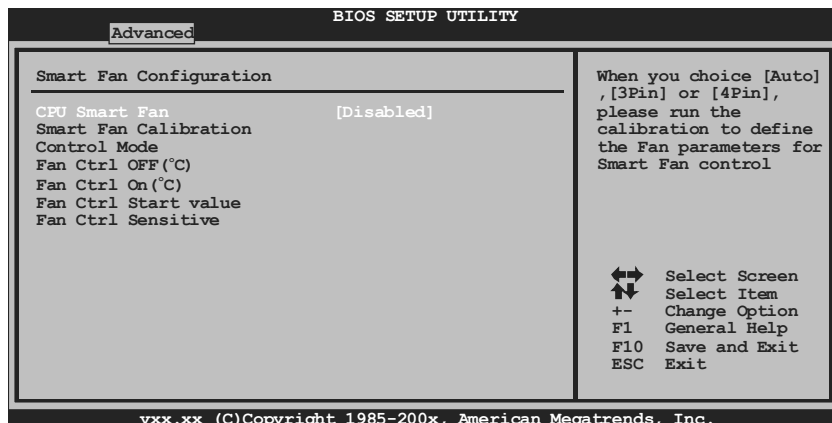 BIOS SETUP UTILITY
Advanced
Smart Fan Configuration
CPU Smart Fan [Disabled]
Smart Fan Calibration
Control Mode
Fan Ctrl OFF(°C)
Fan Ctrl On(°C)
Fan Ctrl Start value
Fan Ctrl Sensitive
When you choice [Auto]
,[3Pin] or [4Pin],
please run the
calibration to define
the Fan parameters for
Smart Fan control
Select Screen
Select Item
+- Change Option
F1 General Help
F10 Save and Exit
ESC Exit
vxx.xx (C)Copyright 1985-200x, American Megatrends, Inc.